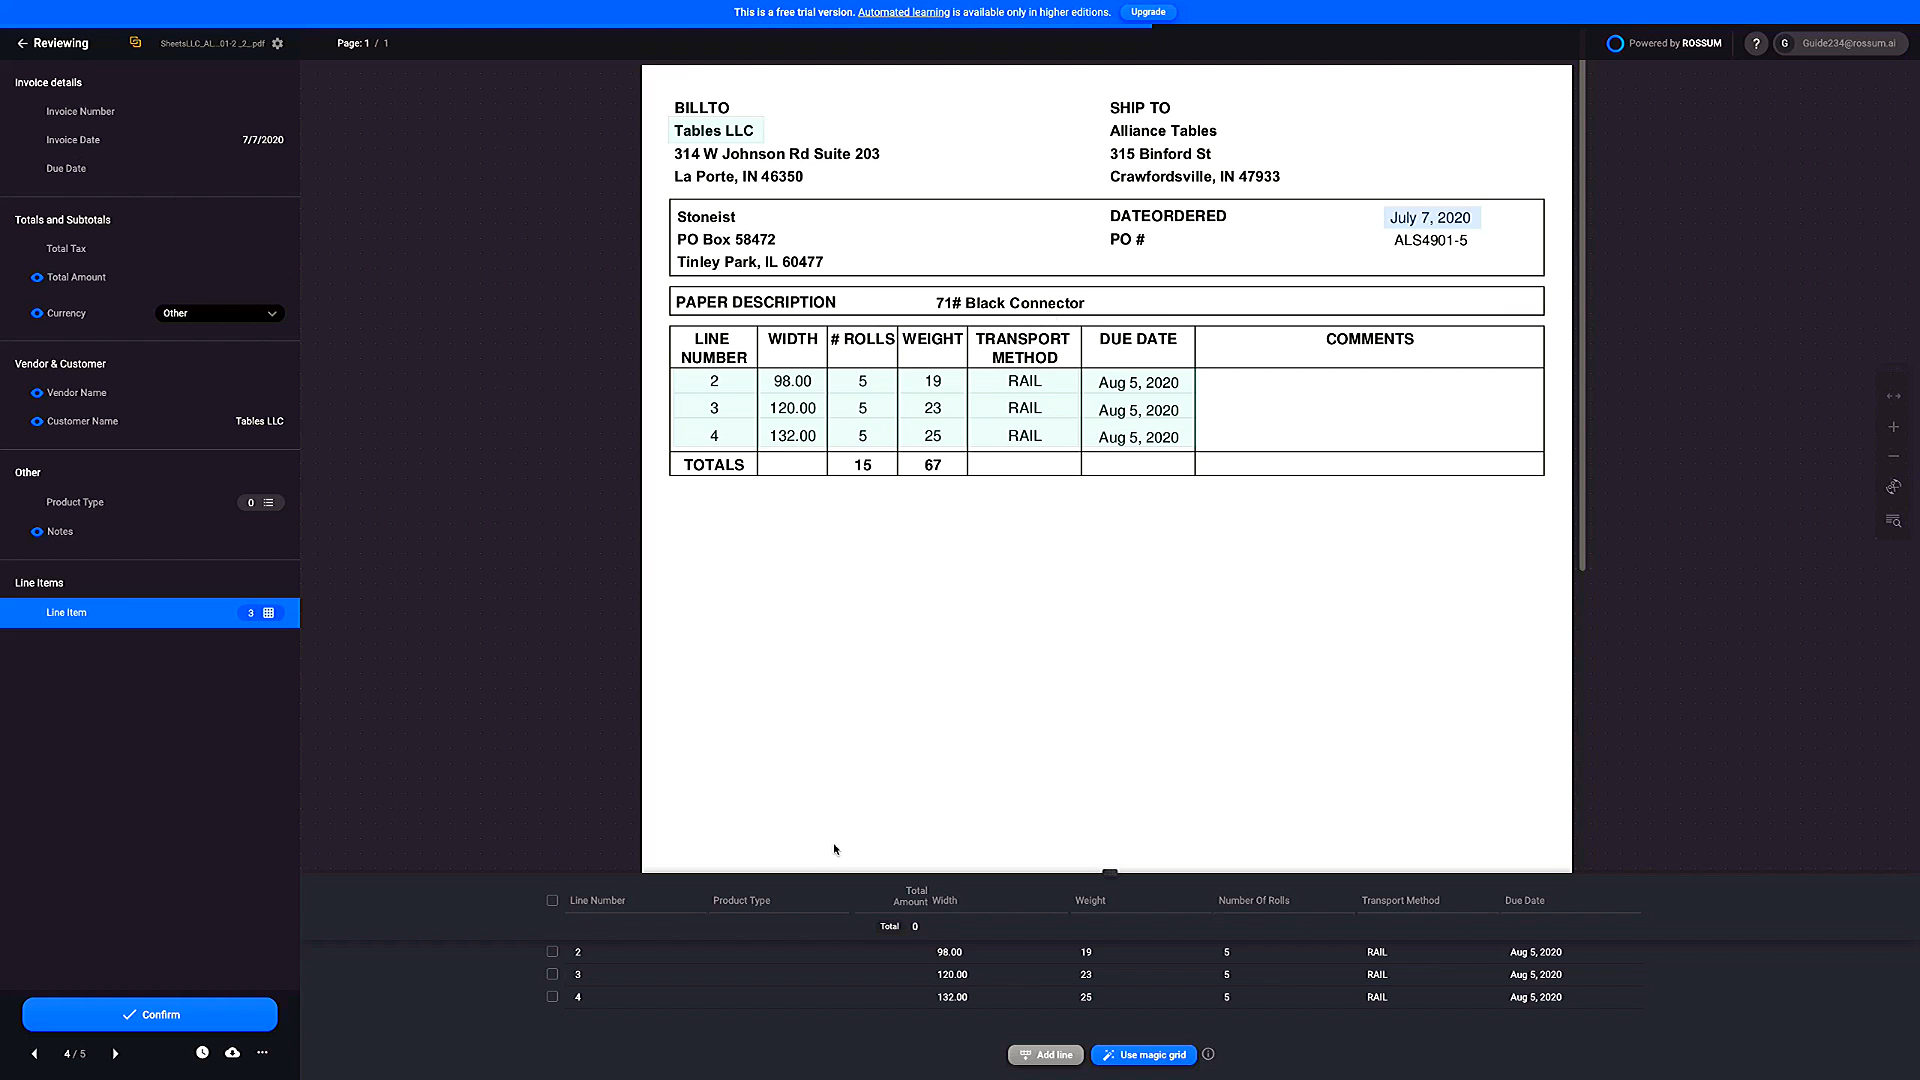 This is a free trial version. Automated learning is available only in higher editions. Upgrade
Reviewing
SheetsLLC_AL...01-2 _2_.pdf
Page: 1 / 1
Powered by ROSSUM
?
G Guide234@rossum.ai
Invoice details
Invoice Number
Invoice Date 7/7/2020
Due Date
Totals and Subtotals
Total Tax
Total Amount
Currency Other
Vendor & Customer
Vendor Name
Customer Name Tables LLC
Other
Product Type 0
Notes
Line Items
Line Item 3
Confirm
4 / 5
BILLTO
Tables LLC
314 W Johnson Rd Suite 203
La Porte, IN 46350
SHIP TO
Alliance Tables
315 Binford St
Crawfordsville, IN 47933
Stoneist
PO Box 58472
Tinley Park, IL 60477
DATEORDERED July 7, 2020
PO # ALS4901-5
PAPER DESCRIPTION 71# Black Connector
LINE NUMBER WIDTH # ROLLS WEIGHT TRANSPORT METHOD DUE DATE COMMENTS
2 98.00 5 19 RAIL Aug 5, 2020
3 120.00 5 23 RAIL Aug 5, 2020
4 132.00 5 25 RAIL Aug 5, 2020
TOTALS 15 67
Line Number Product Type Total Amount Width Weight Number Of Rolls Transport Method Due Date
Total 0
2 98.00 19 5 RAIL Aug 5, 2020
3 120.00 23 5 RAIL Aug 5, 2020
4 132.00 25 5 RAIL Aug 5, 2020
Add line Use magic grid